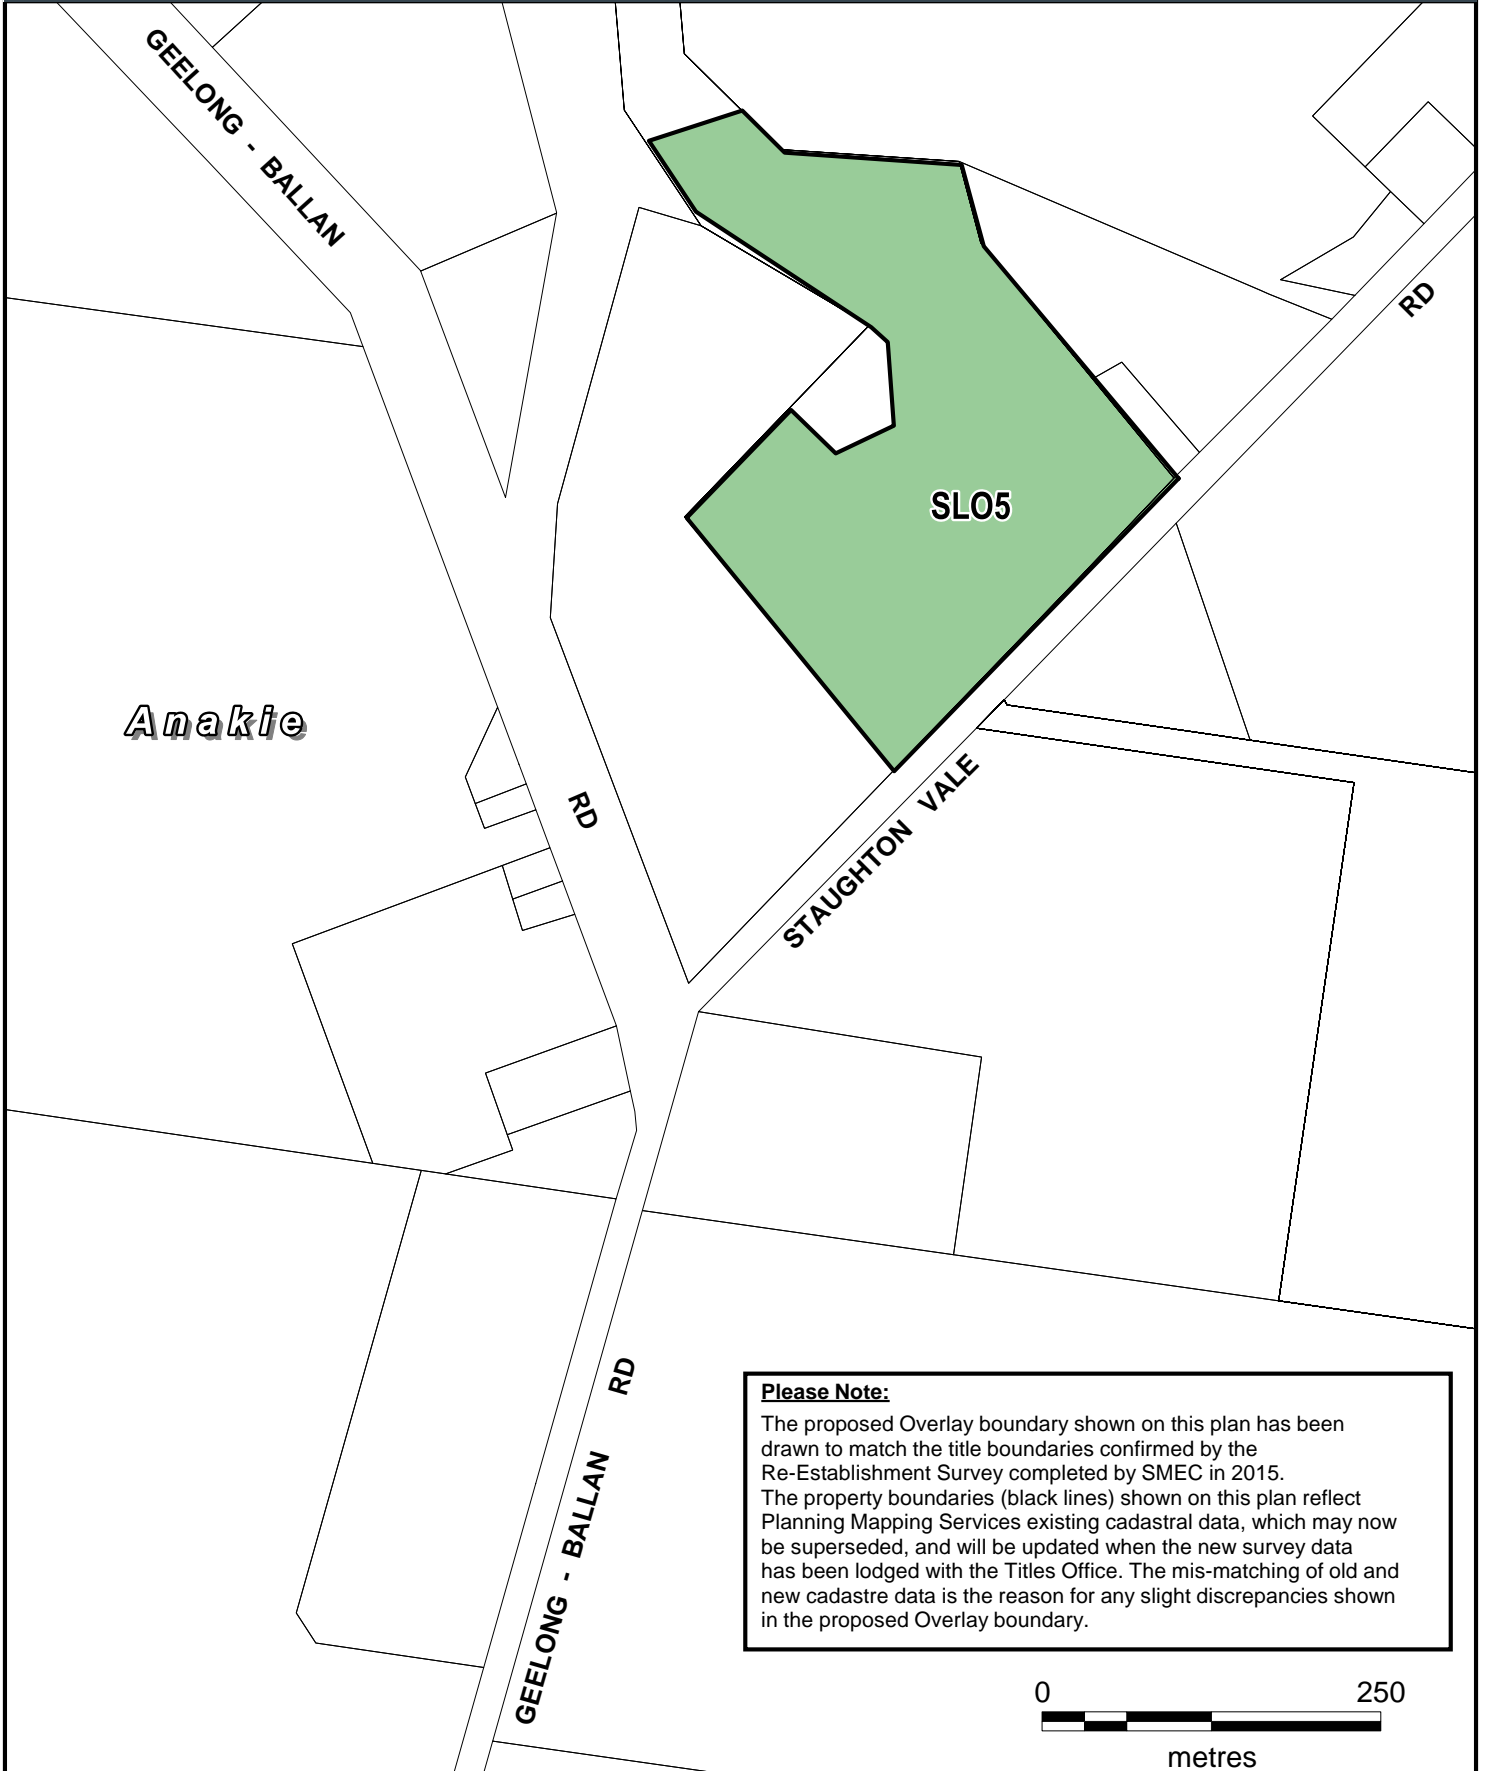 GEELONG - BALLAN
RD
SLO5
Anakie
RD
STAUGHTON VALE
RD
GEELONG - BALLAN
Please Note:
The proposed Overlay boundary shown on this plan has been
drawn to match the title boundaries confirmed by the
Re-Establishment Survey completed by SMEC in 2015.
The property boundaries (black lines) shown on this plan reflect
Planning Mapping Services existing cadastral data, which may now
be superseded, and will be updated when the new survey data
has been lodged with the Titles Office. The mis-matching of old and
new cadastre data is the reason for any slight discrepancies shown
in the proposed Overlay boundary.
0 250
metres